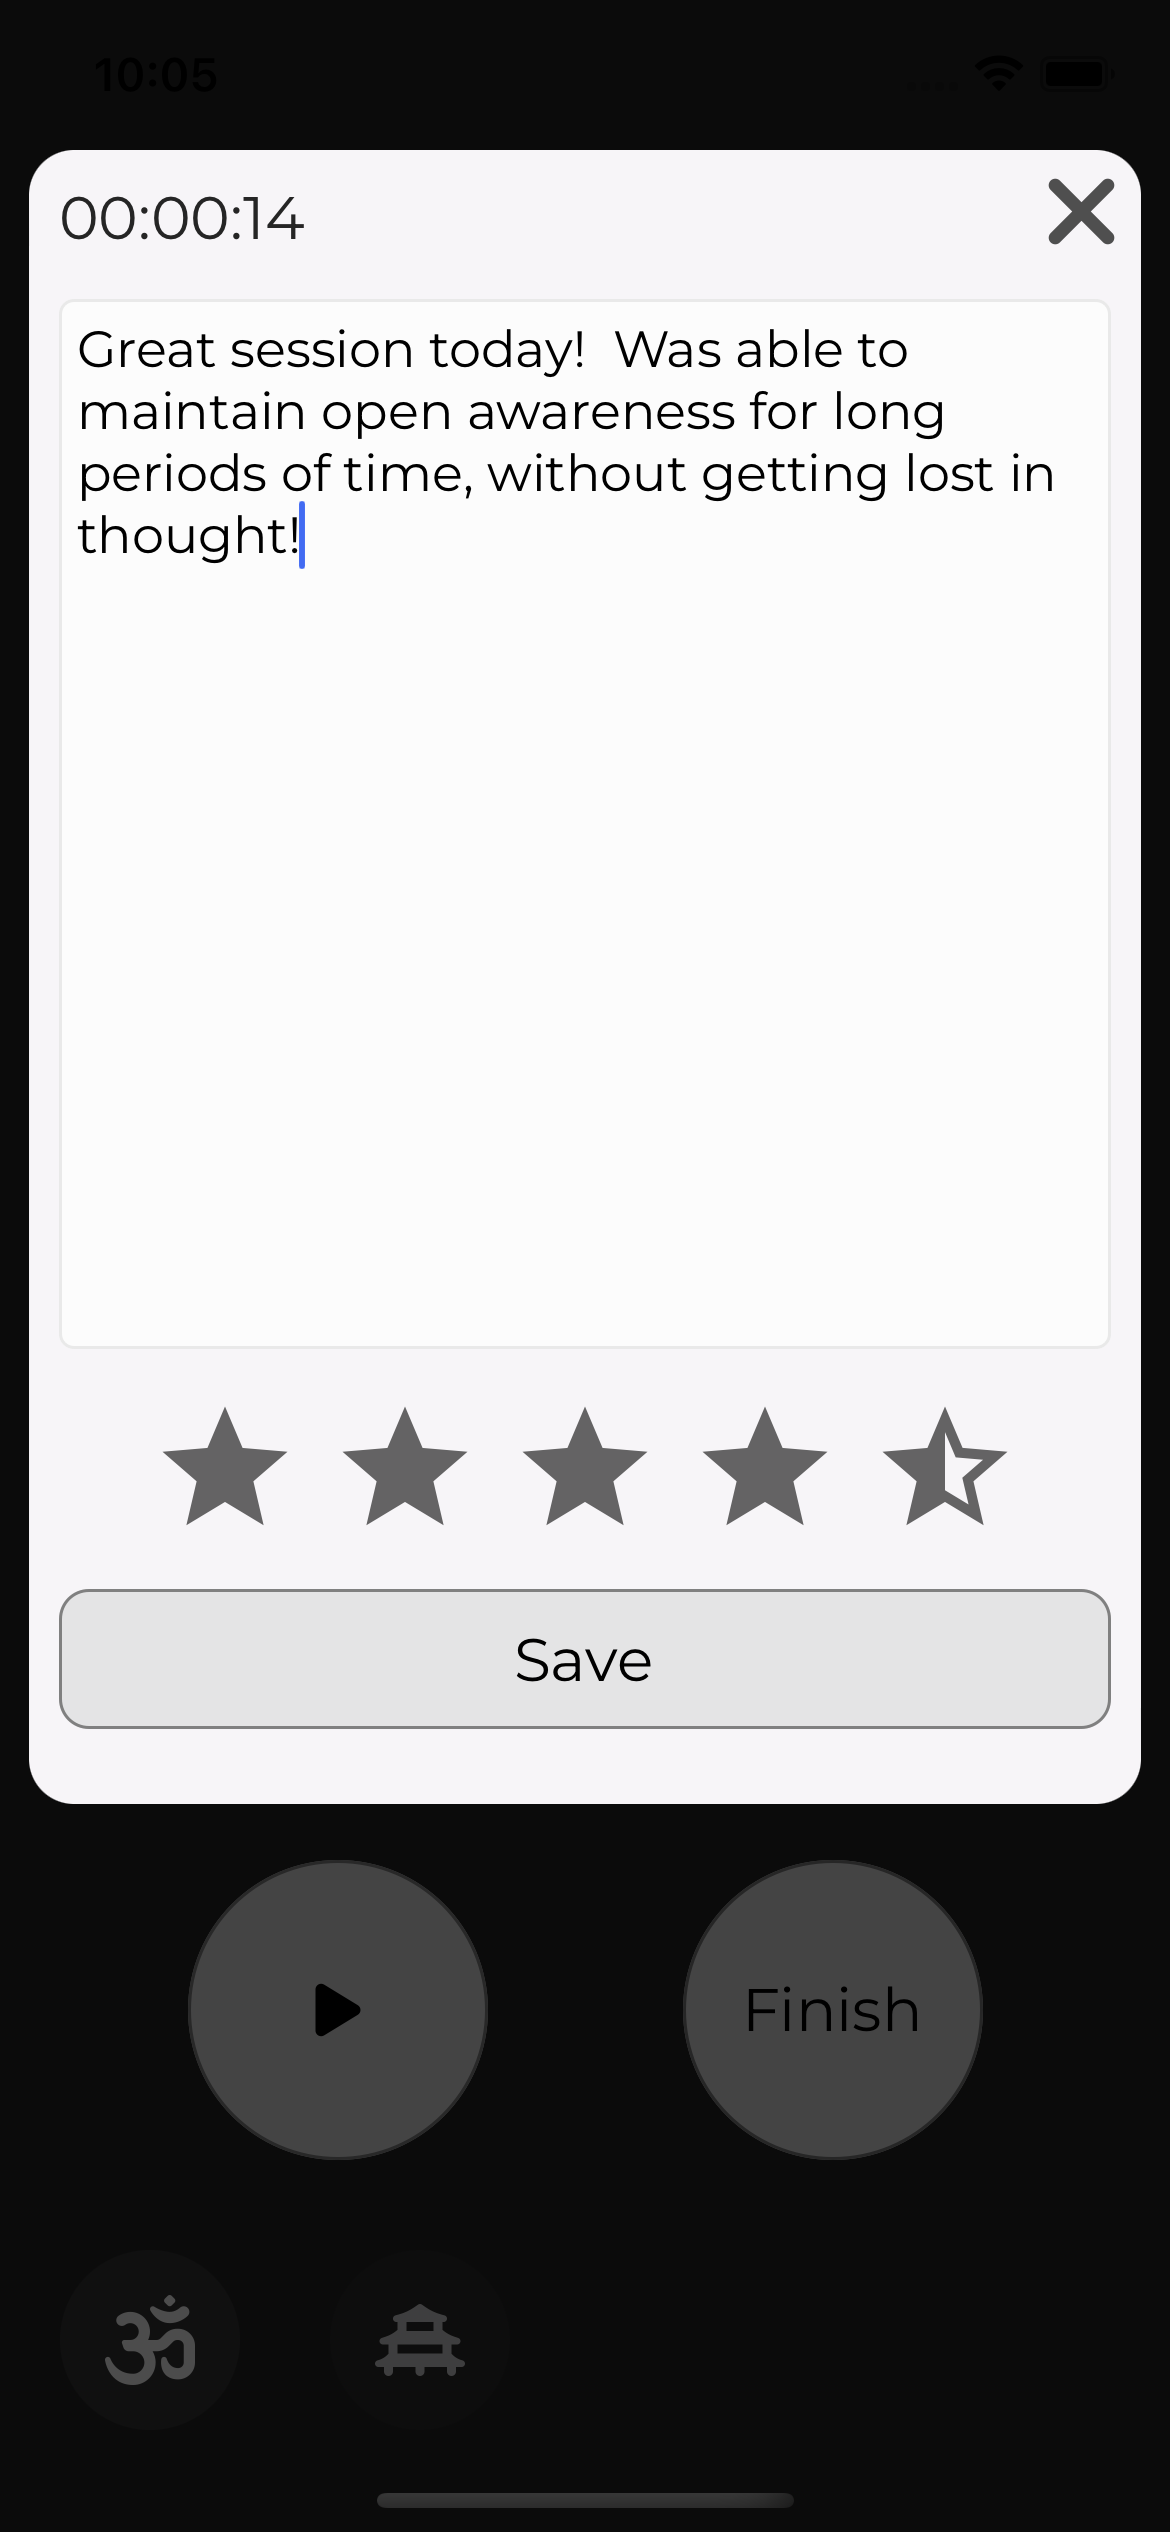 10:05
00:00:14
Great session today!  Was able to
maintain open awareness for long
periods of time, without getting lost in
thought!
Save
Finish
ॐ